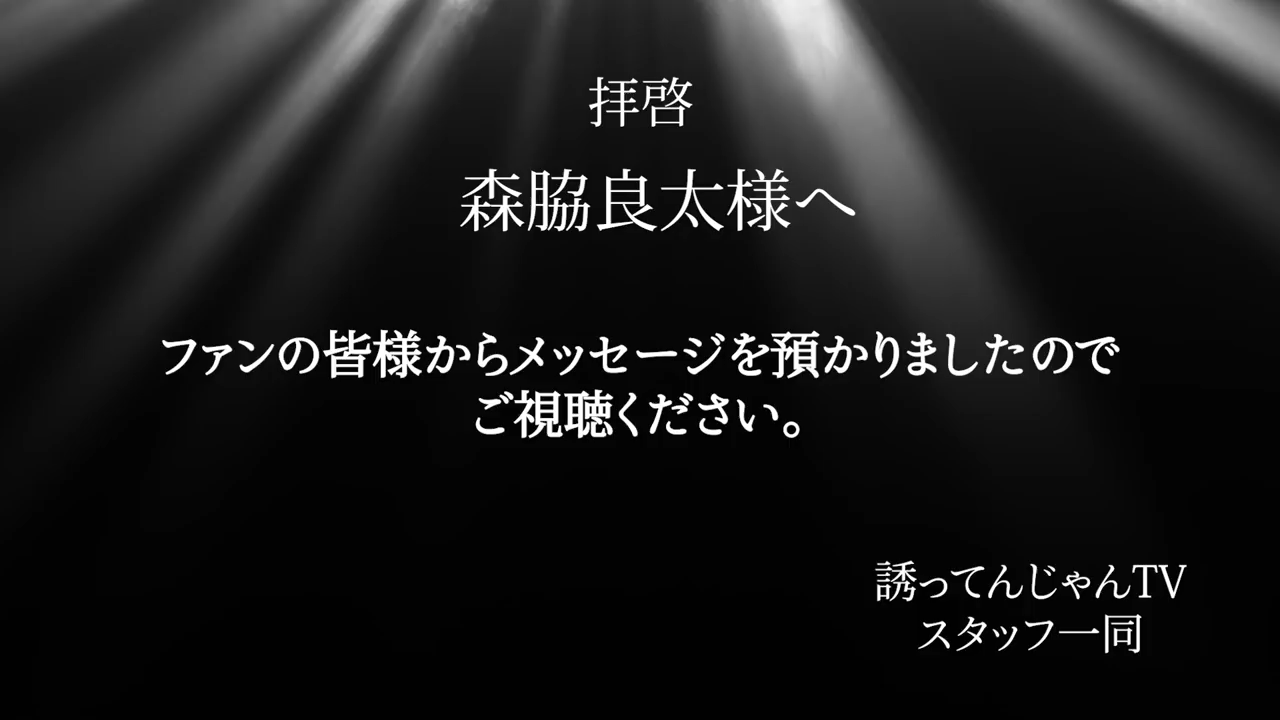 拝啓
森脇良太様へ
ファンの皆様からメッセージを預かりましたので
ご視聴ください。
誘ってんじゃんTV
スタッフ一同